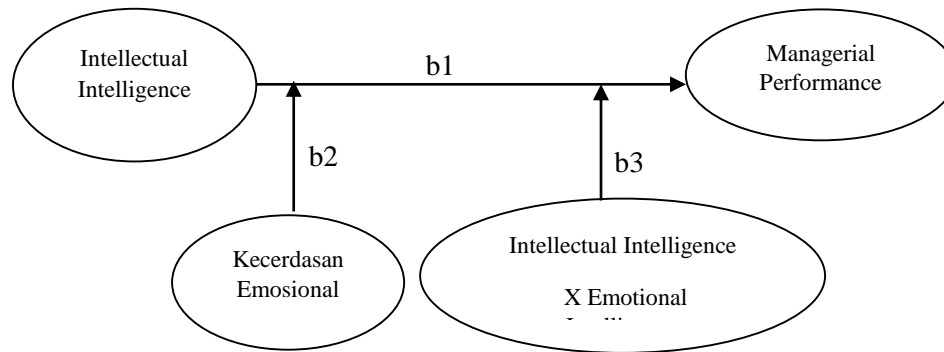 Intellectual
Intelligence
b1
Managerial
Performance
b2
b3
Kecerdasan
Emosional
Intellectual Intelligence
X Emotional